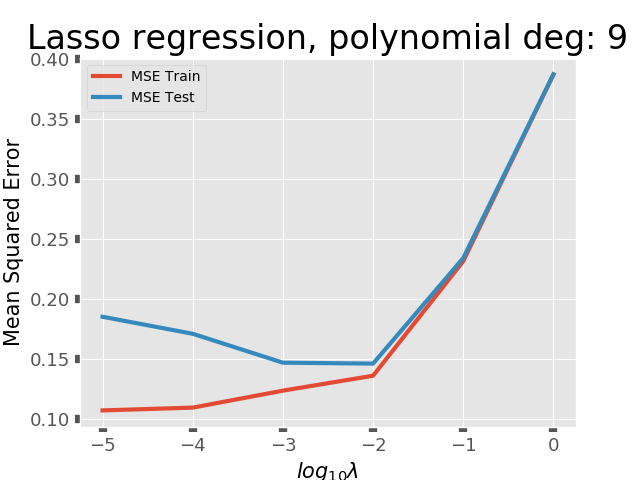 Lasso regression, polynomial deg: 9
0.40
MSE Train
MSE Test
0.35
0.30
0.25
0.20
0.15
0.10
Mean Squared Error
−5 −4 −3 −2 −1 0
log₁₀λ